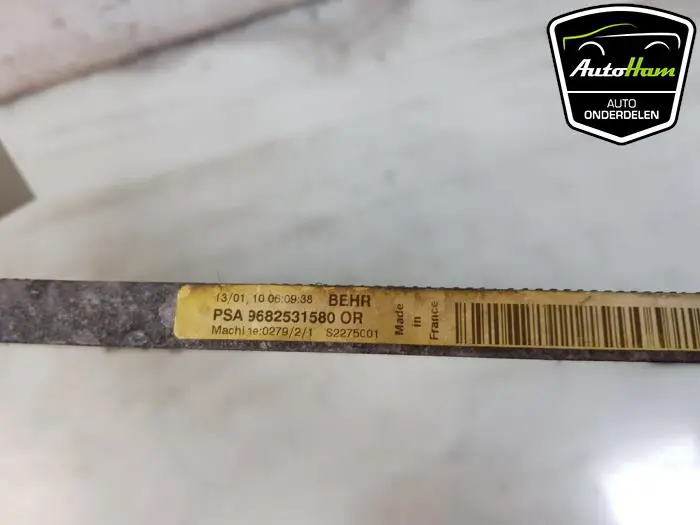 AutoHam
AUTO
ONDERDELEN
13/01, 10 06:09:38 BEHR
PSA 9682531580 OR
Machine:0279/2/1 S2275001
Made
in
France